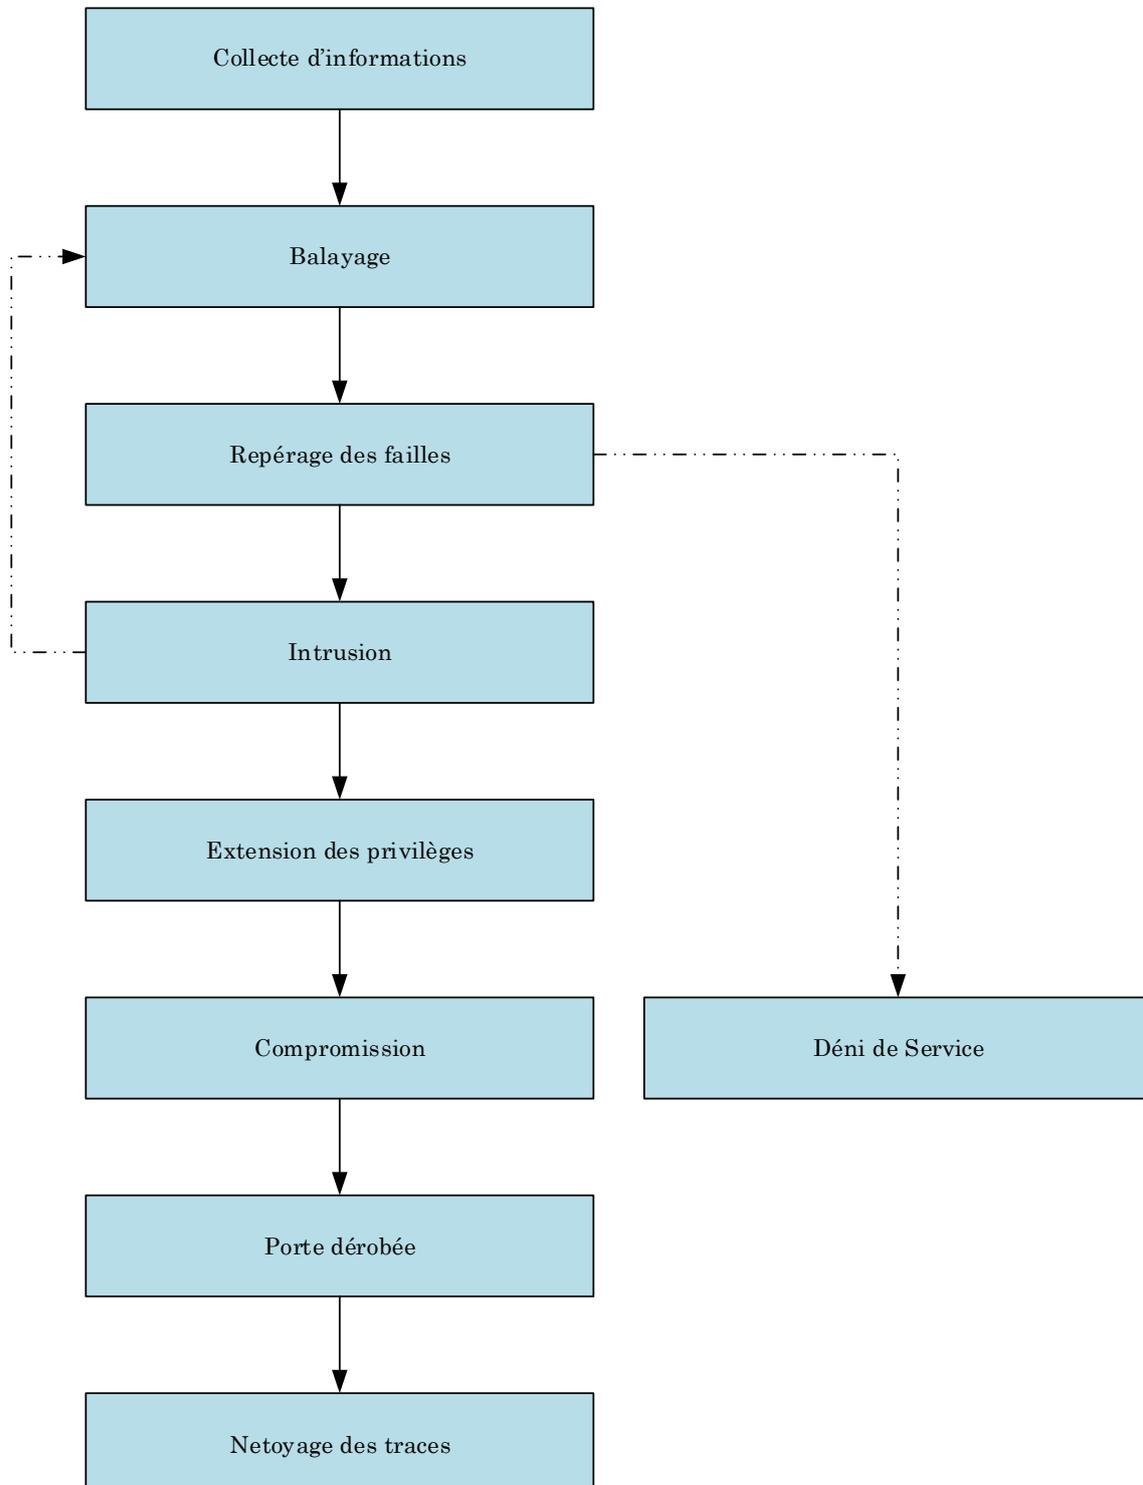 Collecte d’informations
Balayage
Repérage des failles
Intrusion
Extension des privilèges
Compromission
Déni de Service
Porte dérobée
Netoyage des traces